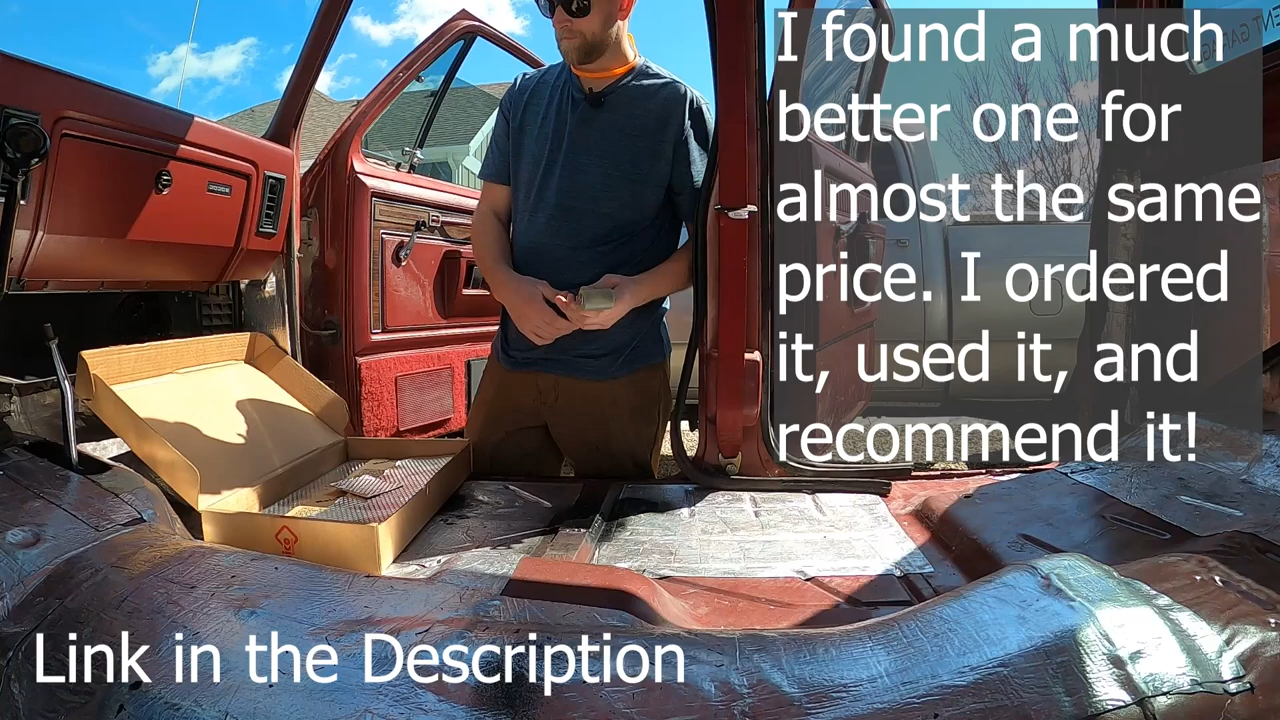 I found a much
better one for
almost the same
price. I ordered
it, used it, and
recommend it!
Link in the Description